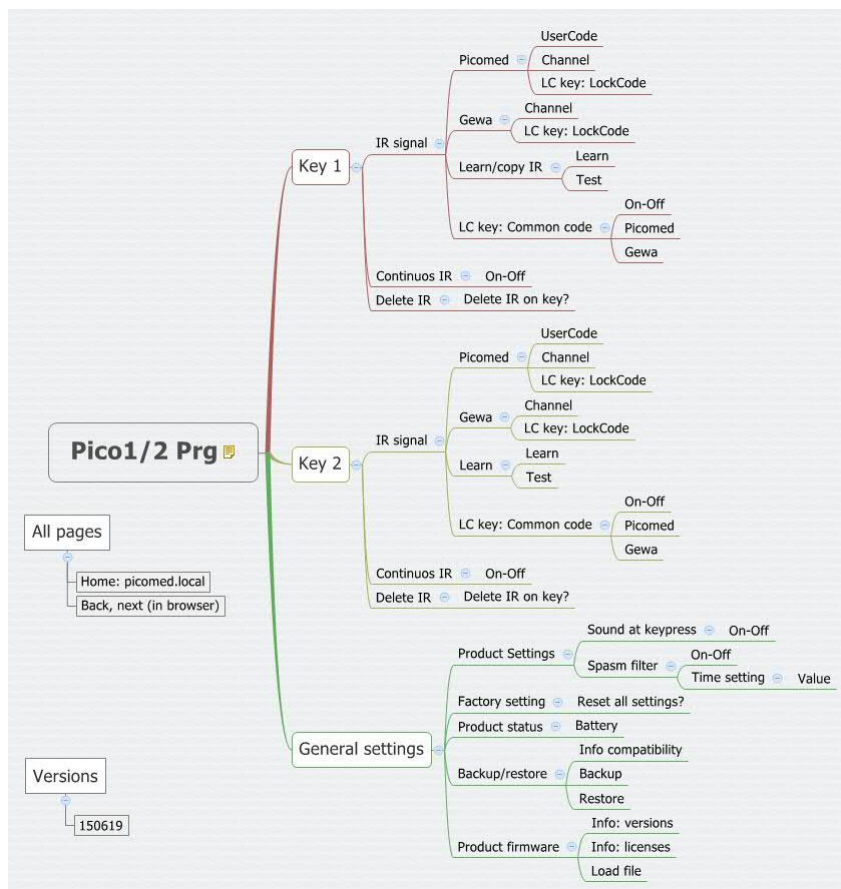 Pico1/2 Prg
Key 1
IR signal
Picomed
UserCode
Channel
LC key: LockCode
Gewa
Channel
LC key: LockCode
Learn/copy IR
Learn
Test
LC key: Common code
On-Off
Picomed
Gewa
Continuos IR
On-Off
Delete IR
Delete IR on key?
Key 2
IR signal
Picomed
UserCode
Channel
LC key: LockCode
Gewa
Channel
LC key: LockCode
Learn
Learn
Test
LC key: Common code
On-Off
Picomed
Gewa
Continuos IR
On-Off
Delete IR
Delete IR on key?
General settings
Product Settings
Sound at keypress
On-Off
Spasm filter
On-Off
Time setting
Value
Factory setting
Reset all settings?
Product status
Battery
Backup/restore
Info compatibility
Backup
Restore
Product firmware
Info: versions
Info: licenses
Load file
All pages
Home: picomed.local
Back, next (in browser)
Versions
150619